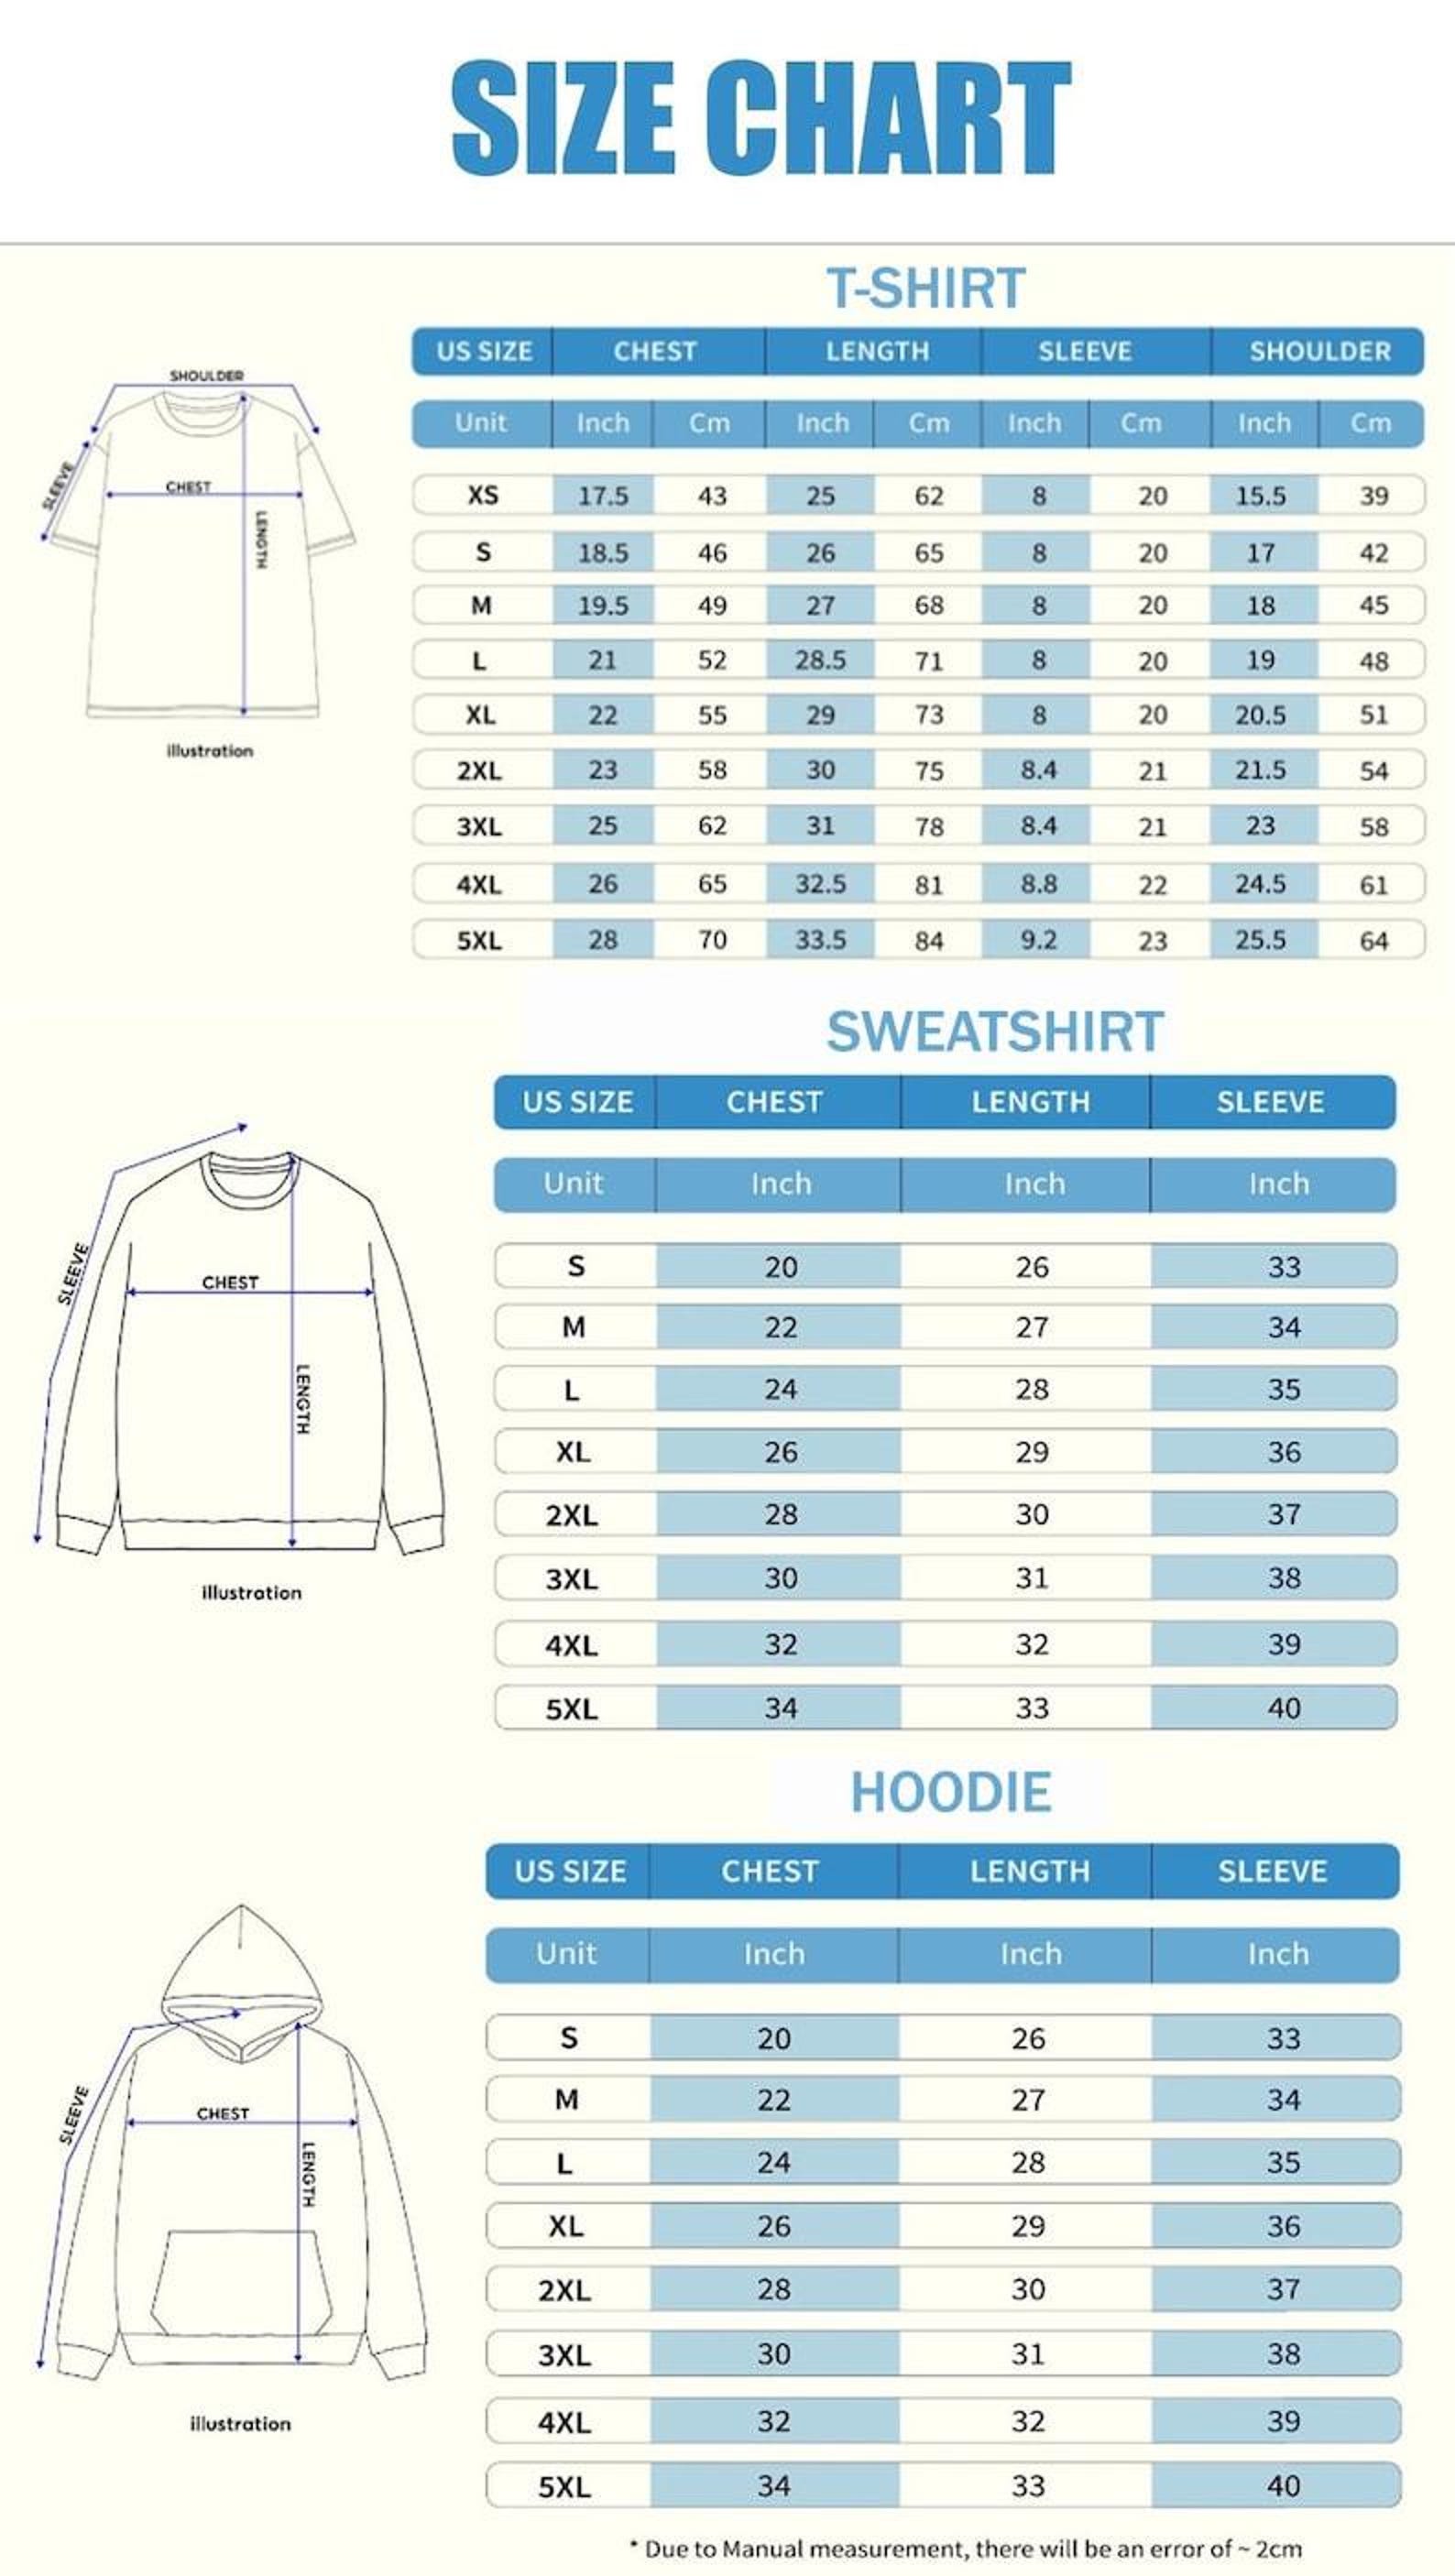 SIZE CHART
T-SHIRT
US SIZE CHEST LENGTH SLEEVE SHOULDER
Unit Inch Cm Inch Cm Inch Cm Inch Cm
XS 17.5 43 25 62 8 20 15.5 39
S 18.5 46 26 65 8 20 17 42
M 19.5 49 27 68 8 20 18 45
L 21 52 28.5 71 8 20 19 48
XL 22 55 29 73 8 20 20.5 51
2XL 23 58 30 75 8.4 21 21.5 54
3XL 25 62 31 78 8.4 21 23 58
4XL 26 65 32.5 81 8.8 22 24.5 61
5XL 28 70 33.5 84 9.2 23 25.5 64
SHOULDER
SLEEVE
CHEST
LENGTH
illustration
SWEATSHIRT
US SIZE CHEST LENGTH SLEEVE
Unit Inch Inch Inch
S 20 26 33
M 22 27 34
L 24 28 35
XL 26 29 36
2XL 28 30 37
3XL 30 31 38
4XL 32 32 39
5XL 34 33 40
SLEEVE
CHEST
LENGTH
illustration
HOODIE
US SIZE CHEST LENGTH SLEEVE
Unit Inch Inch Inch
S 20 26 33
M 22 27 34
L 24 28 35
XL 26 29 36
2XL 28 30 37
3XL 30 31 38
4XL 32 32 39
5XL 34 33 40
SLEEVE
CHEST
LENGTH
illustration
* Due to Manual measurement, there will be an error of ~ 2cm